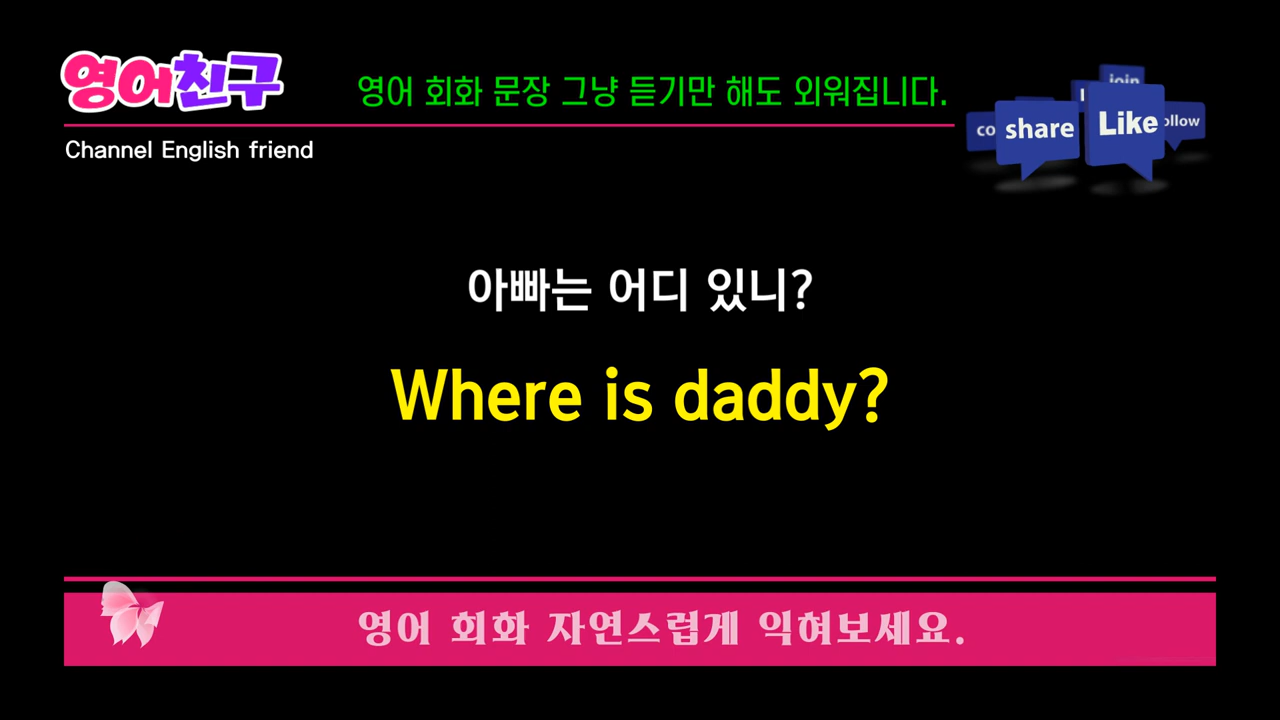 영어친구
영어 회화 문장 그냥 듣기만 해도 외워집니다.
Channel English friend
join
share
Like
아빠는 어디 있니?
Where is daddy?
영어 회화 자연스럽게 익혀보세요.